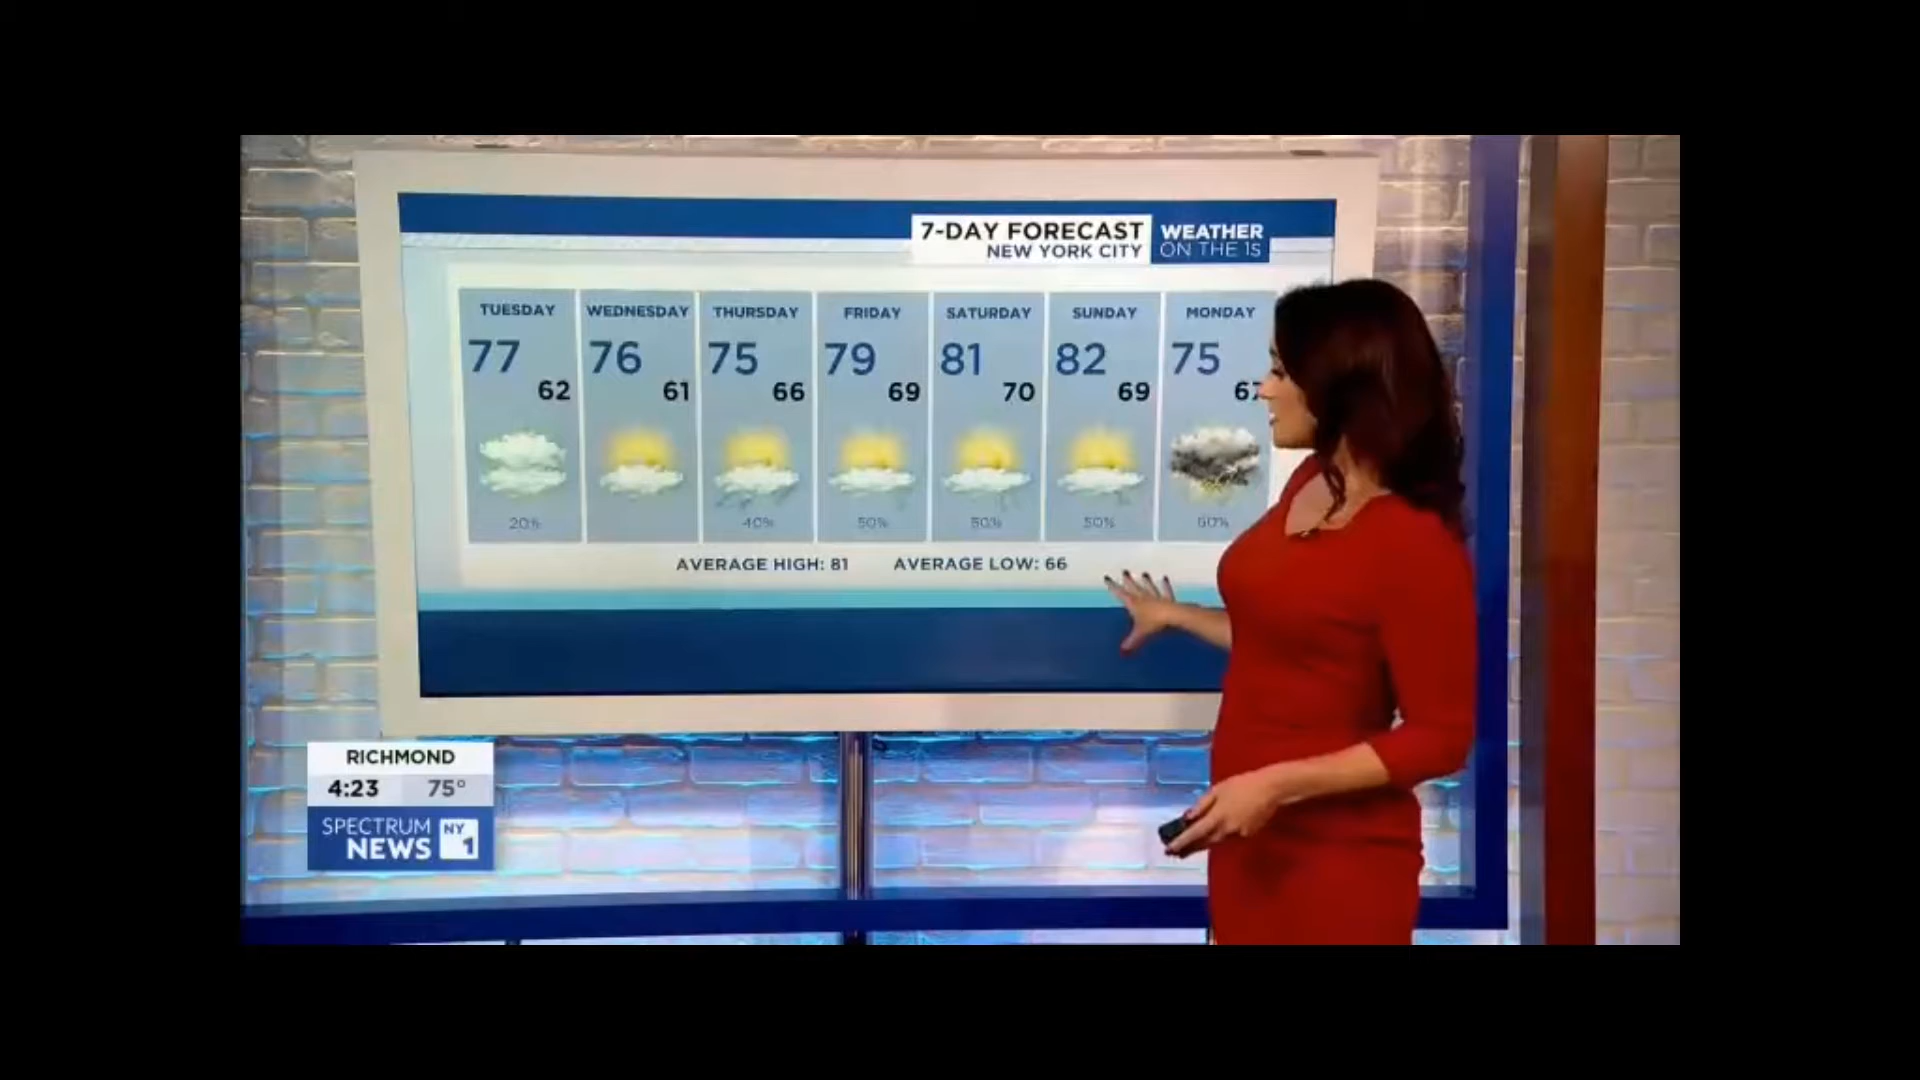 7-DAY FORECAST
NEW YORK CITY
WEATHER
ON THE 1S
TUESDAY WEDNESDAY THURSDAY FRIDAY SATURDAY SUNDAY MONDAY
77 76 75 79 81 82 75
62 61 66 69 70 69 67
20% 40% 50% 50% 50% 60%
AVERAGE HIGH: 81 AVERAGE LOW: 66
RICHMOND
4:23 75°
SPECTRUM
NEWS
NY
1